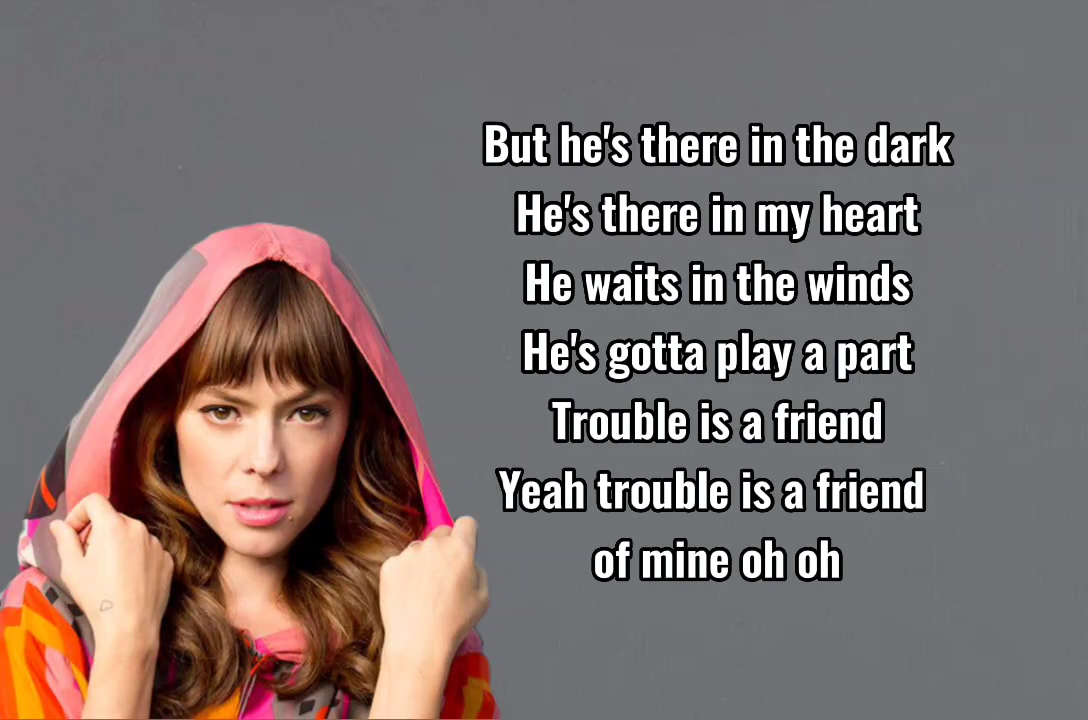 But he's there in the dark
He's there in my heart
He waits in the winds
He's gotta play a part
Trouble is a friend
Yeah trouble is a friend
of mine oh oh